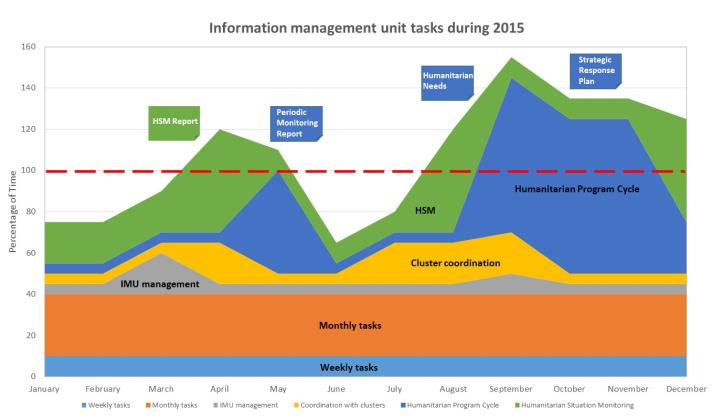 Information management unit tasks during 2015
160
140
120
100
80
60
40
20
0
Percentage of Time
HSM Report
Periodic
Monitoring
Report
Humanitarian
Needs
Strategic
Response
Plan
HSM
Humanitarian Program Cycle
Cluster coordination
IMU management
Monthly tasks
Weekly tasks
January February March April May June July August September October November December
Weekly tasks Monthly tasks IMU management Coordination with clusters Humanitarian Program Cycle Humanitarian Situation Monitoring